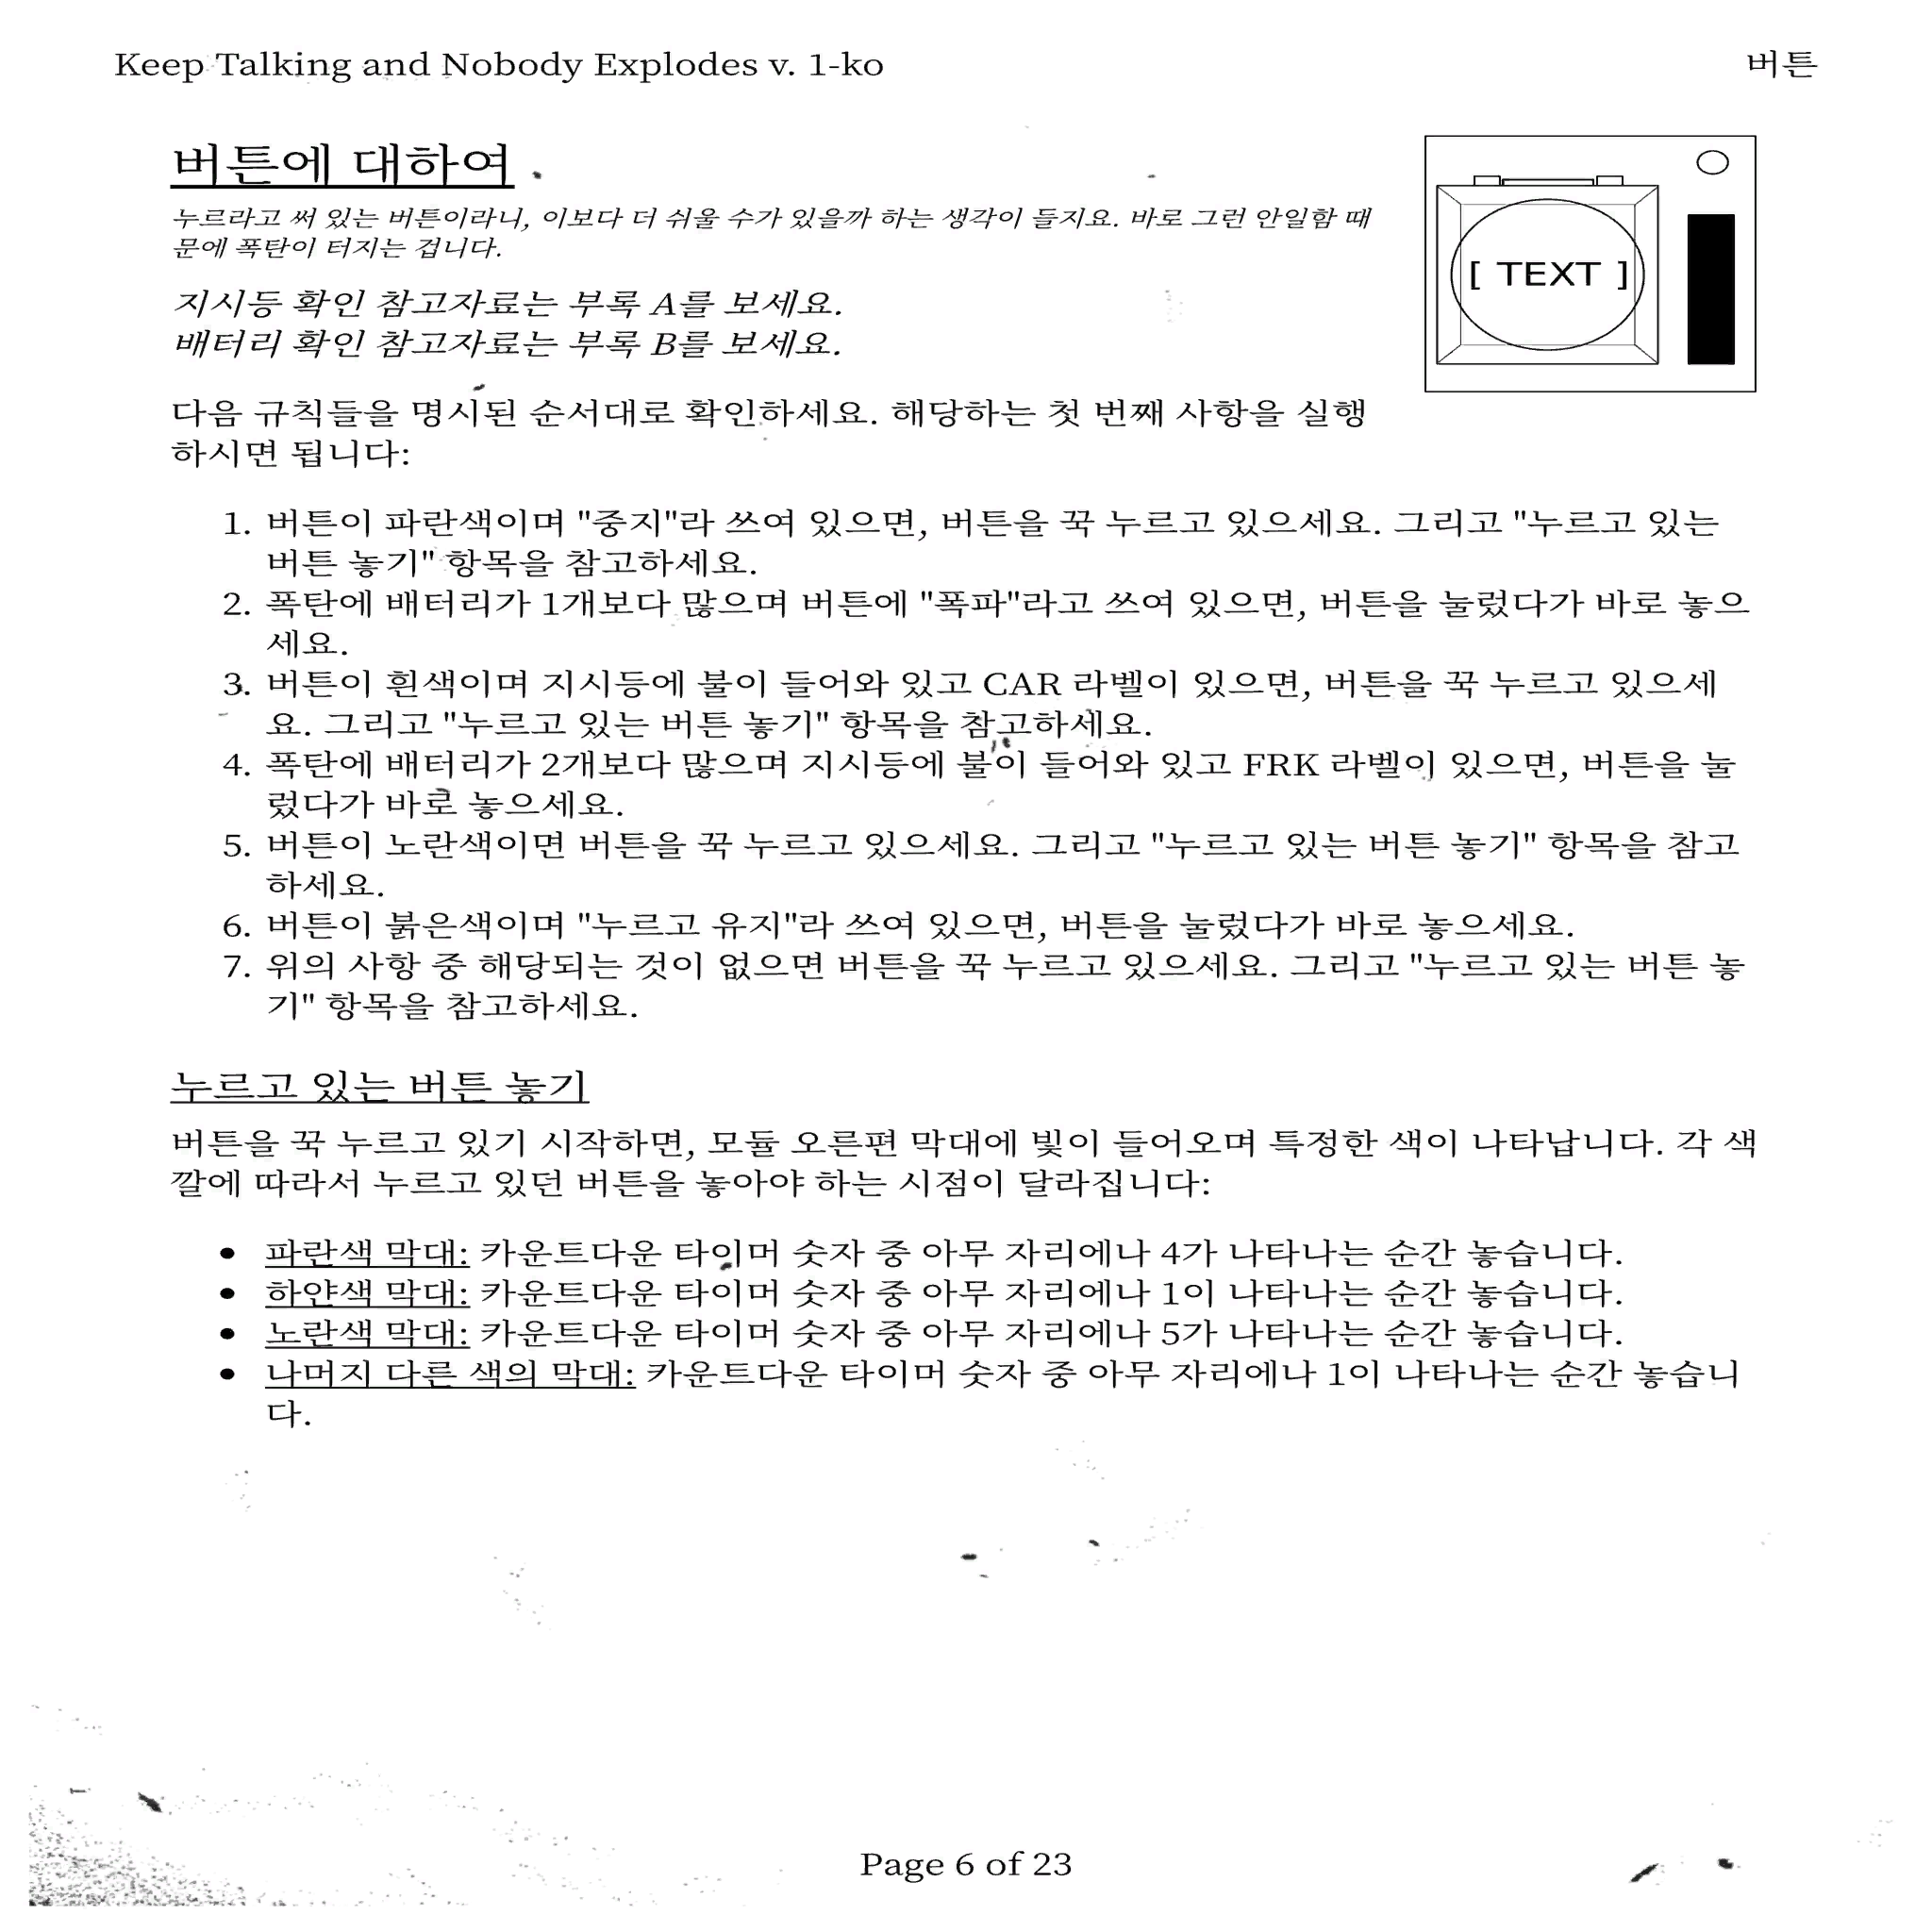 Keep Talking and Nobody Explodes v. 1-ko
버튼
버튼에 대하여
누르라고 써 있는 버튼이라니, 이보다 더 쉬울 수가 있을까 하는 생각이 들지요. 바로 그런 안일함 때
문에 폭탄이 터지는 겁니다.
[ TEXT ]
지시등 확인 참고자료는 부록 A를 보세요.
배터리 확인 참고자료는 부록 B를 보세요.
다음 규칙들을 명시된 순서대로 확인하세요. 해당하는 첫 번째 사항을 실행
하시면 됩니다:
1. 버튼이 파란색이며 "중지"라 쓰여 있으면, 버튼을 꾹 누르고 있으세요. 그리고 "누르고 있는
버튼 놓기" 항목을 참고하세요.
2. 폭탄에 배터리가 1개보다 많으며 버튼에 "폭파"라고 쓰여 있으면, 버튼을 눌렀다가 바로 놓으
세요.
3. 버튼이 흰색이며 지시등에 불이 들어와 있고 CAR 라벨이 있으면, 버튼을 꾹 누르고 있으세
요. 그리고 "누르고 있는 버튼 놓기" 항목을 참고하세요.
4. 폭탄에 배터리가 2개보다 많으며 지시등에 불이 들어와 있고 FRK 라벨이 있으면, 버튼을 눌
렀다가 바로 놓으세요.
5. 버튼이 노란색이면 버튼을 꾹 누르고 있으세요. 그리고 "누르고 있는 버튼 놓기" 항목을 참고
하세요.
6. 버튼이 붉은색이며 "누르고 유지"라 쓰여 있으면, 버튼을 눌렀다가 바로 놓으세요.
7. 위의 사항 중 해당되는 것이 없으면 버튼을 꾹 누르고 있으세요. 그리고 "누르고 있는 버튼 놓
기" 항목을 참고하세요.
누르고 있는 버튼 놓기
버튼을 꾹 누르고 있기 시작하면, 모듈 오른편 막대에 빛이 들어오며 특정한 색이 나타납니다. 각 색
깔에 따라서 누르고 있던 버튼을 놓아야 하는 시점이 달라집니다:
● 파란색 막대: 카운트다운 타이머 숫자 중 아무 자리에나 4가 나타나는 순간 놓습니다.
● 하얀색 막대: 카운트다운 타이머 숫자 중 아무 자리에나 1이 나타나는 순간 놓습니다.
● 노란색 막대: 카운트다운 타이머 숫자 중 아무 자리에나 5가 나타나는 순간 놓습니다.
● 나머지 다른 색의 막대: 카운트다운 타이머 숫자 중 아무 자리에나 1이 나타나는 순간 놓습니
다.
Page 6 of 23